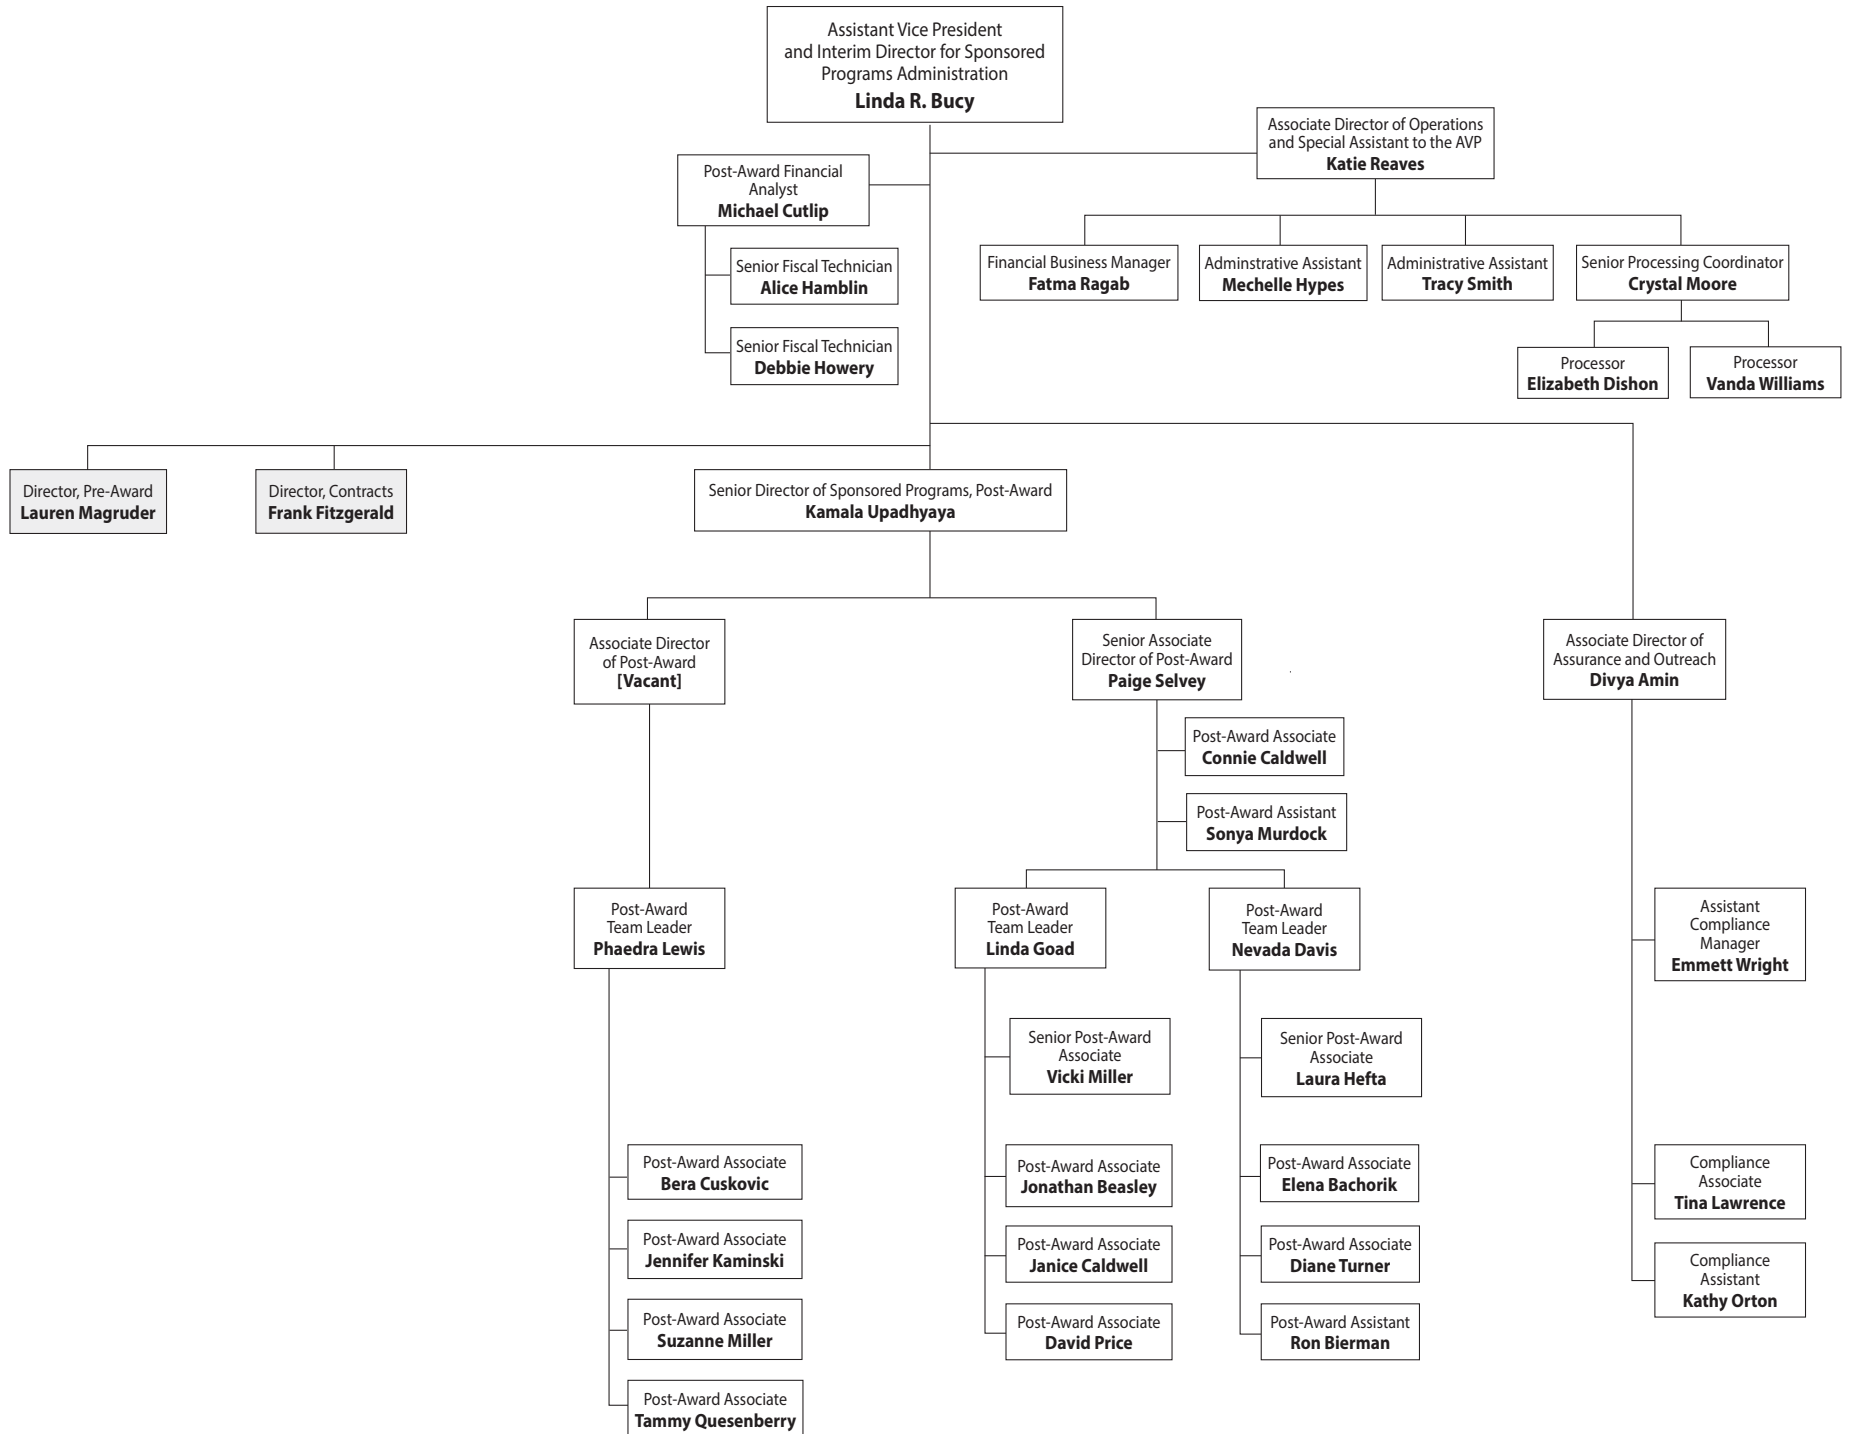 Assistant Vice President
and Interim Director for Sponsored
Programs Administration
Linda R. Bucy
Associate Director of Operations
and Special Assistant to the AVP
Katie Reaves
Post-Award Financial
Analyst
Michael Cutlip
Senior Fiscal Technician
Alice Hamblin
Senior Fiscal Technician
Debbie Howery
Financial Business Manager
Fatma Ragab
Adminstrative Assistant
Mechelle Hypes
Administrative Assistant
Tracy Smith
Senior Processing Coordinator
Crystal Moore
Processor
Elizabeth Dishon
Processor
Vanda Williams
Director, Pre-Award
Lauren Magruder
Director, Contracts
Frank Fitzgerald
Senior Director of Sponsored Programs, Post-Award
Kamala Upadhyaya
Associate Director
of Post-Award
[Vacant]
Senior Associate
Director of Post-Award
Paige Selvey
Associate Director of
Assurance and Outreach
Divya Amin
Post-Award Associate
Connie Caldwell
Post-Award Assistant
Sonya Murdock
Post-Award
Team Leader
Phaedra Lewis
Post-Award
Team Leader
Linda Goad
Post-Award
Team Leader
Nevada Davis
Assistant
Compliance
Manager
Emmett Wright
Senior Post-Award
Associate
Vicki Miller
Senior Post-Award
Associate
Laura Hefta
Post-Award Associate
Bera Cuskovic
Post-Award Associate
Jennifer Kaminski
Post-Award Associate
Suzanne Miller
Post-Award Associate
Tammy Quesenberry
Post-Award Associate
Jonathan Beasley
Post-Award Associate
Janice Caldwell
Post-Award Associate
David Price
Post-Award Associate
Elena Bachorik
Post-Award Associate
Diane Turner
Post-Award Assistant
Ron Bierman
Compliance
Associate
Tina Lawrence
Compliance
Assistant
Kathy Orton